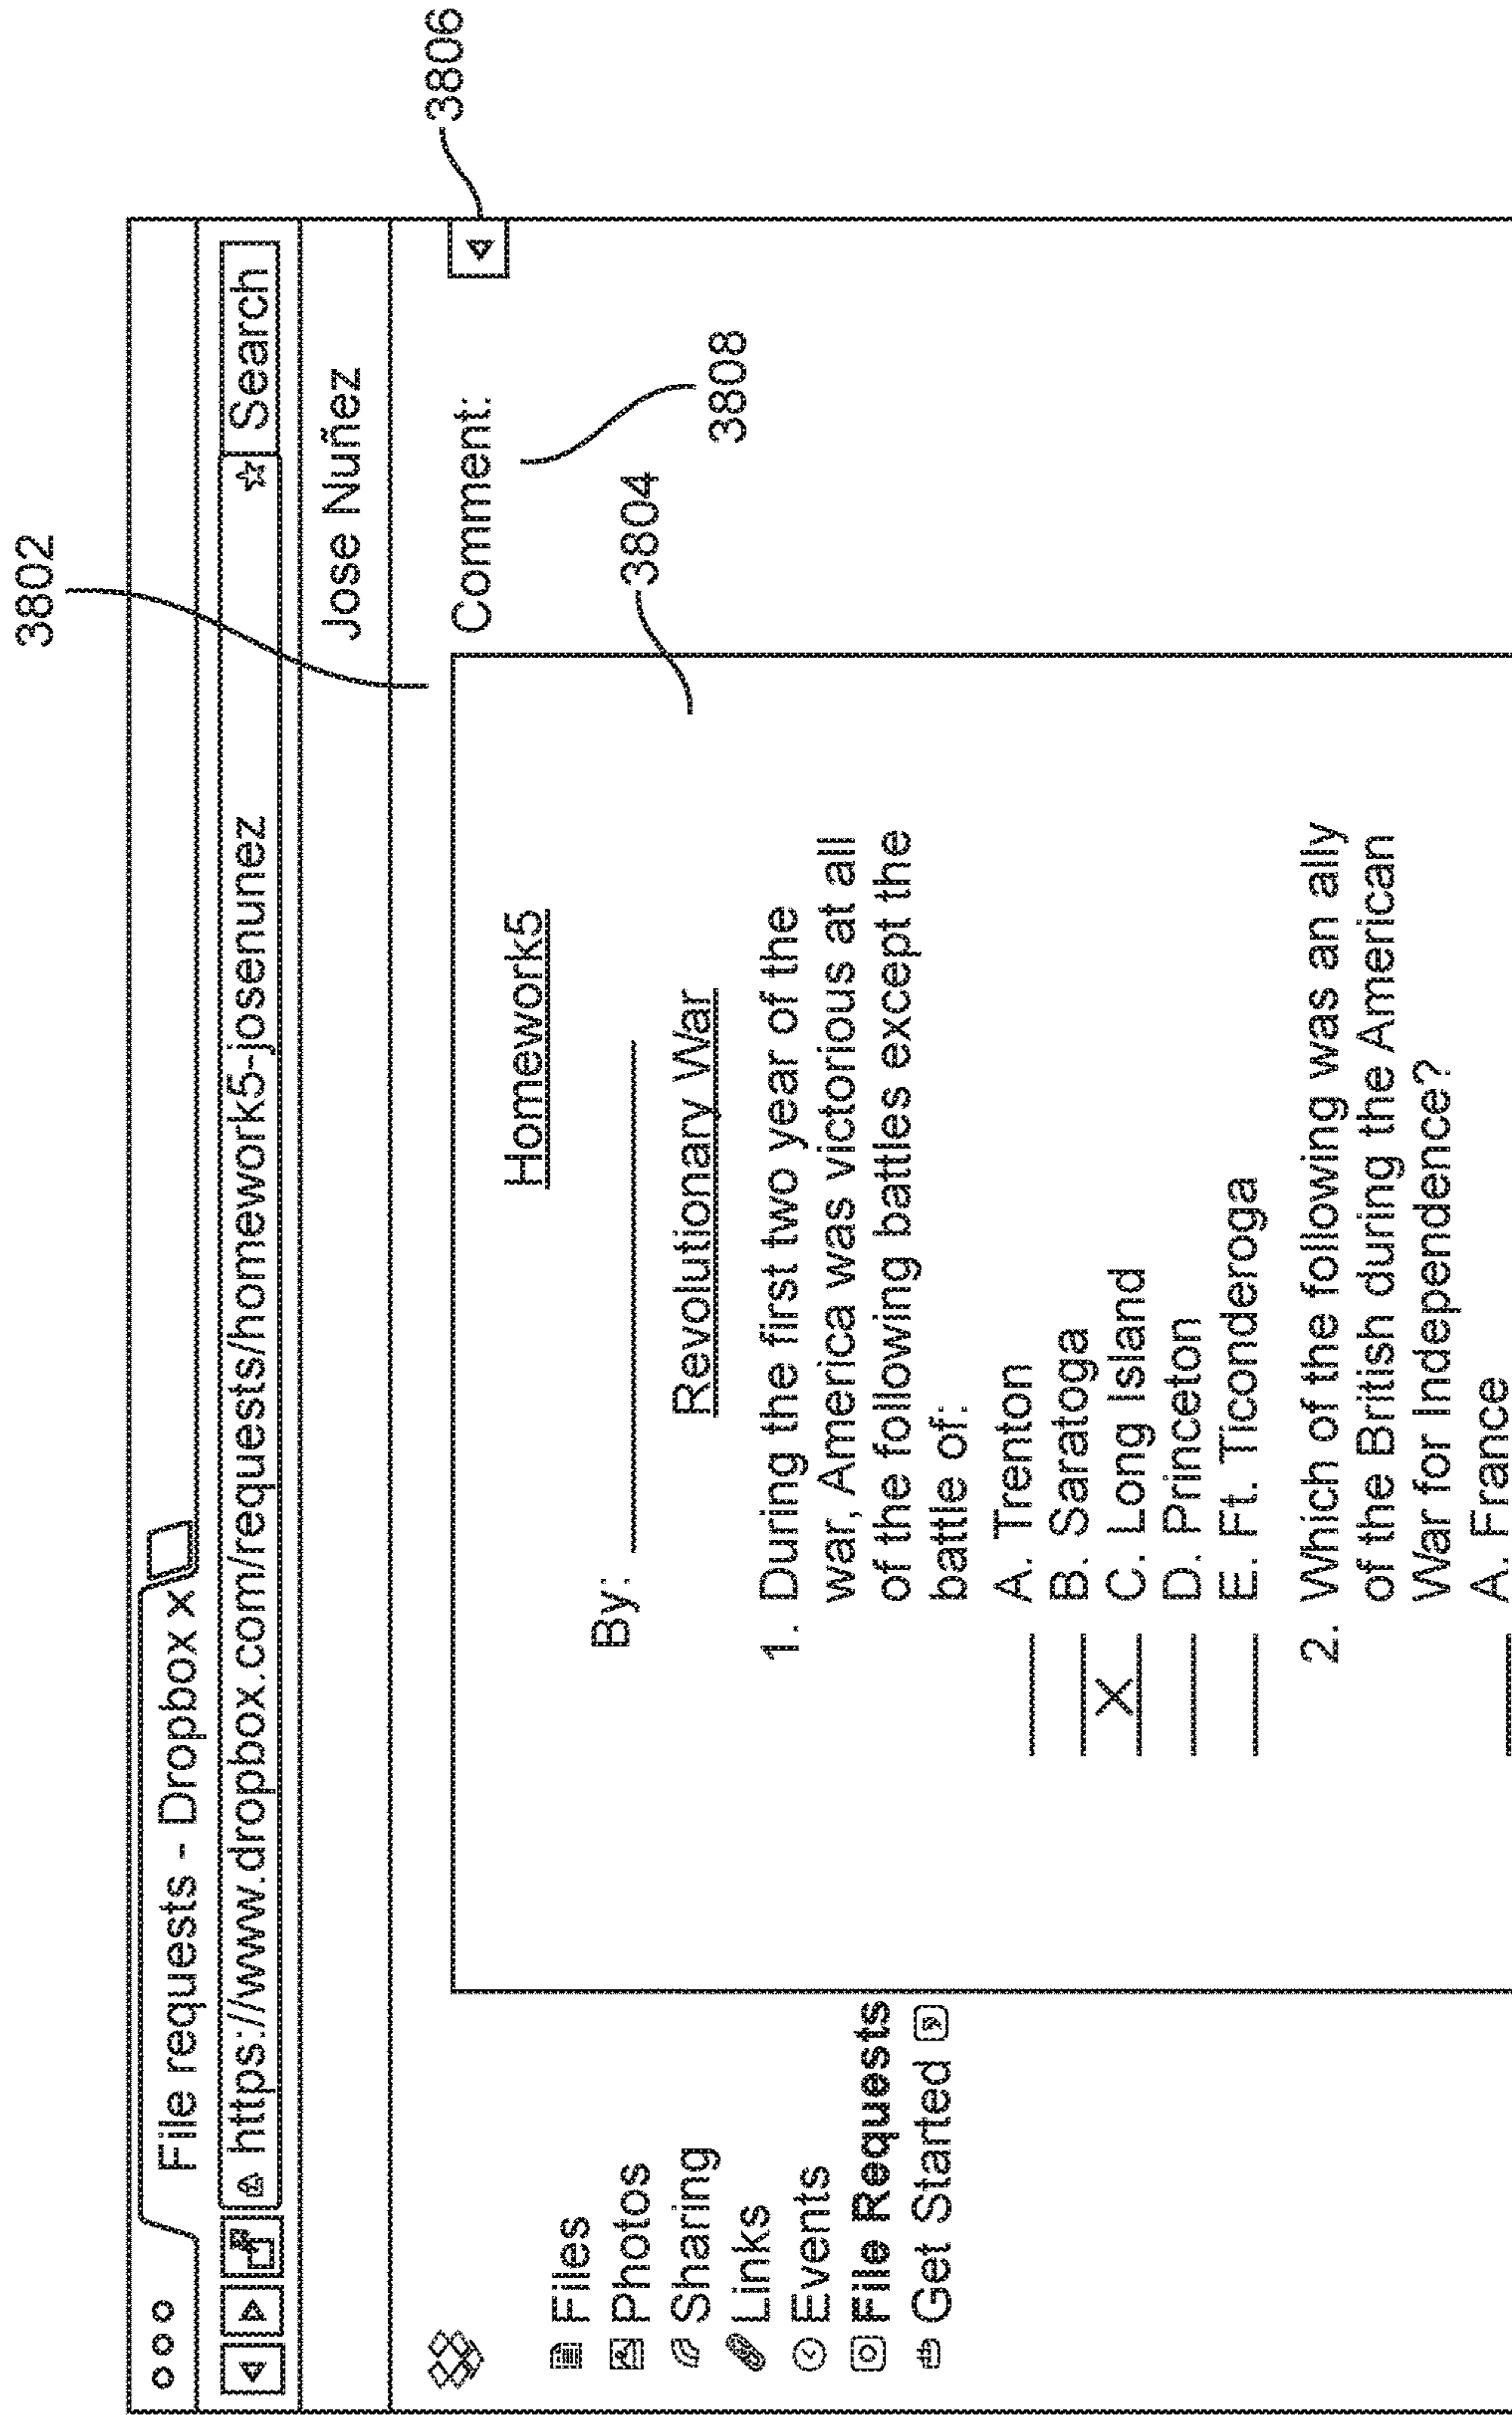 3802
File requests - Dropbox x
https://www.dropbox.com/requests/homework5-josenunez
Search
Jose Nuñez
3806
Comment:
3808
3804
Files
Photos
Sharing
Links
Events
File Requests
Get Started
Homework5
By:
Revolutionary War
1. During the first two year of the
war, America was victorious at all
of the following battles except the
battle of:
A. Trenton
B. Saratoga
X C. Long Island
D. Princeton
E. Ft. Ticonderoga
2. Which of the following was an ally
of the British during the American
War for Independence?
A. France